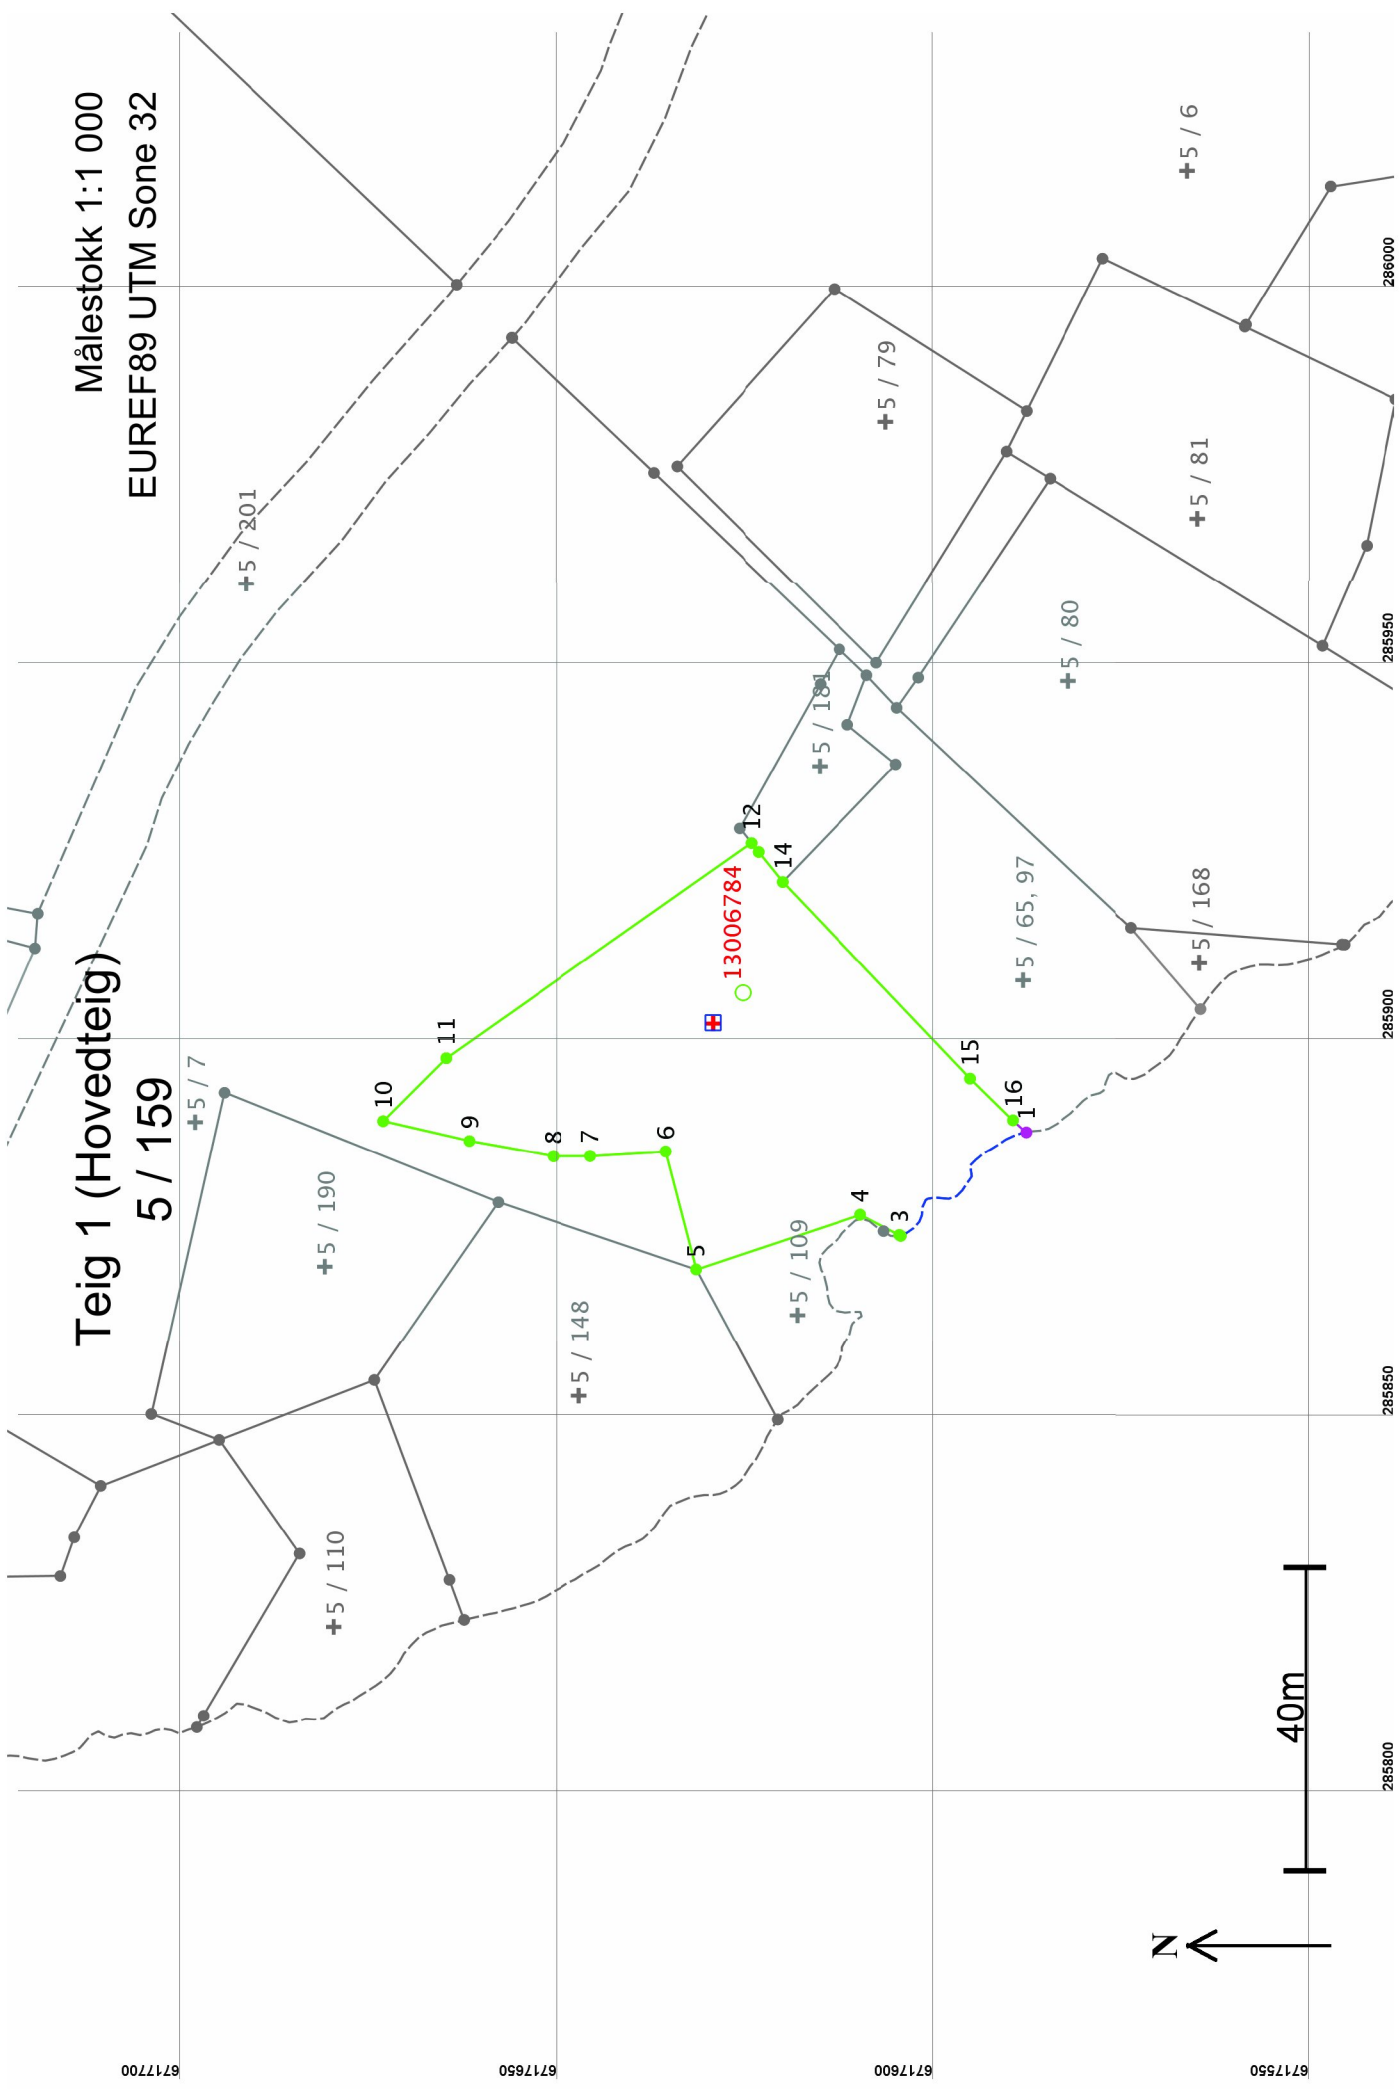 Teig 1 (Hovedteig)
5 / 159
Målestokk 1:1 000
EUREF89 UTM Sone 32
5 / 7
5 / 190
5 / 201
5 / 110
5 / 148
5 / 109
5 / 181
5 / 79
5 / 6
5 / 81
5 / 80
5 / 65, 97
5 / 168
10
11
9
8
7
6
5
4
3
12
14
15
16
1
13006784
6717700
6717650
6717600
6717550
285800
285850
285900
285950
286000
N
40m